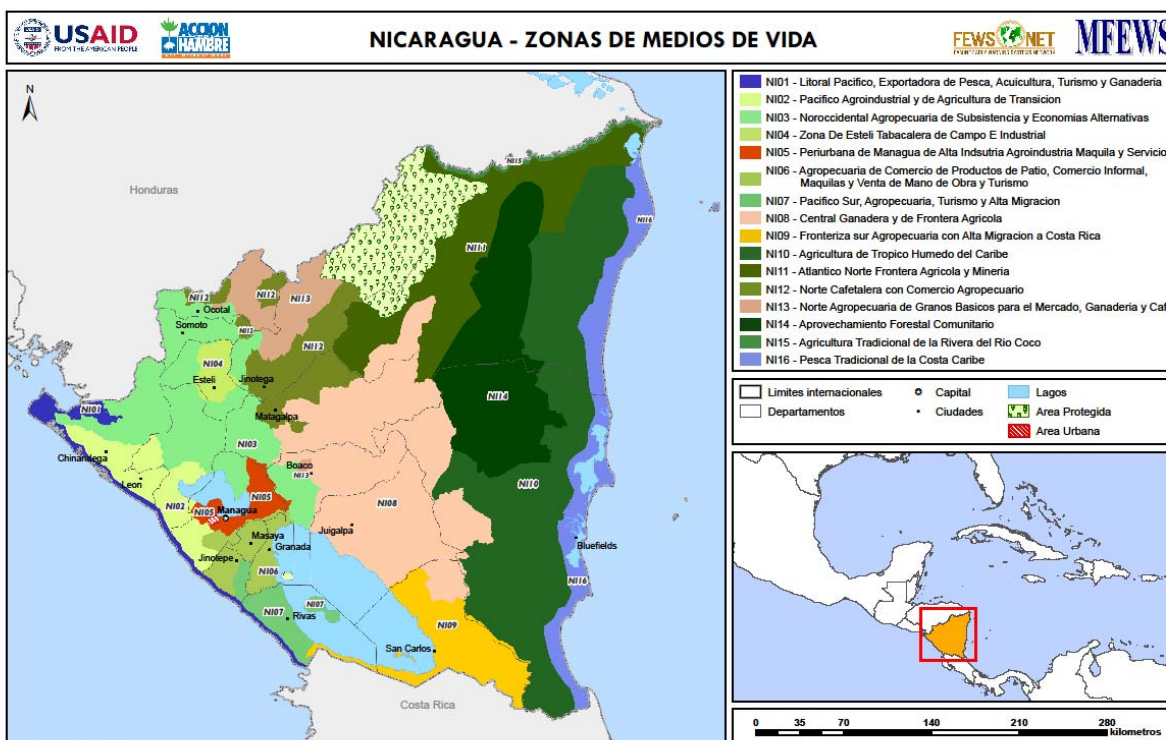 USAID
FROM THE AMERICAN PEOPLE
ACCION
HAMBRE
NICARAGUA - ZONAS DE MEDIOS DE VIDA
FEWS NET
FAMINE EARLY WARNING SYSTEMS NETWORK
MFEWS
N
Honduras
NI15
NI16
NI11
NI12
NI12
NI13
Ocotal
Somoto
NI12
NI12
NI04
Esteli
Jinotega
NI01
Matagalpa
NI14
NI03
Chinandega
Boaco
NI13
Leon
NI05
NI02
NI05
Managua
NI08
NI10
Juigalpa
Masaya
Granada
Bluefields
Jinotepe
NI06
NI16
NI07
NI07
Rivas
NI09
San Carlos
Costa Rica
NI01 - Litoral Pacifico, Exportadora de Pesca, Acuicultura, Turismo y Ganaderia
NI02 - Pacifico Agroindustrial y de Agricultura de Transicion
NI03 - Noroccidental Agropecuaria de Subsistencia y Economias Alternativas
NI04 - Zona De Esteli Tabacalera de Campo E Industrial
NI05 - Periurbana de Managua de Alta Indsutria Agroindustria Maquila y Servicio
NI06 - Agropecuaria de Comercio de Productos de Patio, Comercio Informal,
Maquilas y Venta de Mano de Obra y Turismo
NI07 - Pacifico Sur, Agropecuaria, Turismo y Alta Migracion
NI08 - Central Ganadera y de Frontera Agricola
NI09 - Fronteriza sur Agropecuaria con Alta Migracion a Costa Rica
NI10 - Agricultura de Tropico Humedo del Caribe
NI11 - Atlantico Norte Frontera Agricola y Mineria
NI12 - Norte Cafetalera con Comercio Agropecuario
NI13 - Norte Agropecuaria de Granos Basicos para el Mercado, Ganaderia y Caf
NI14 - Aprovechamiento Forestal Comunitario
NI15 - Agricultura Tradicional de la Rivera del Rio Coco
NI16 - Pesca Tradicional de la Costa Caribe
Limites internacionales
Departamentos
Capital
Ciudades
Lagos
Area Protegida
Area Urbana
0 35 70 140 210 280
kilometros